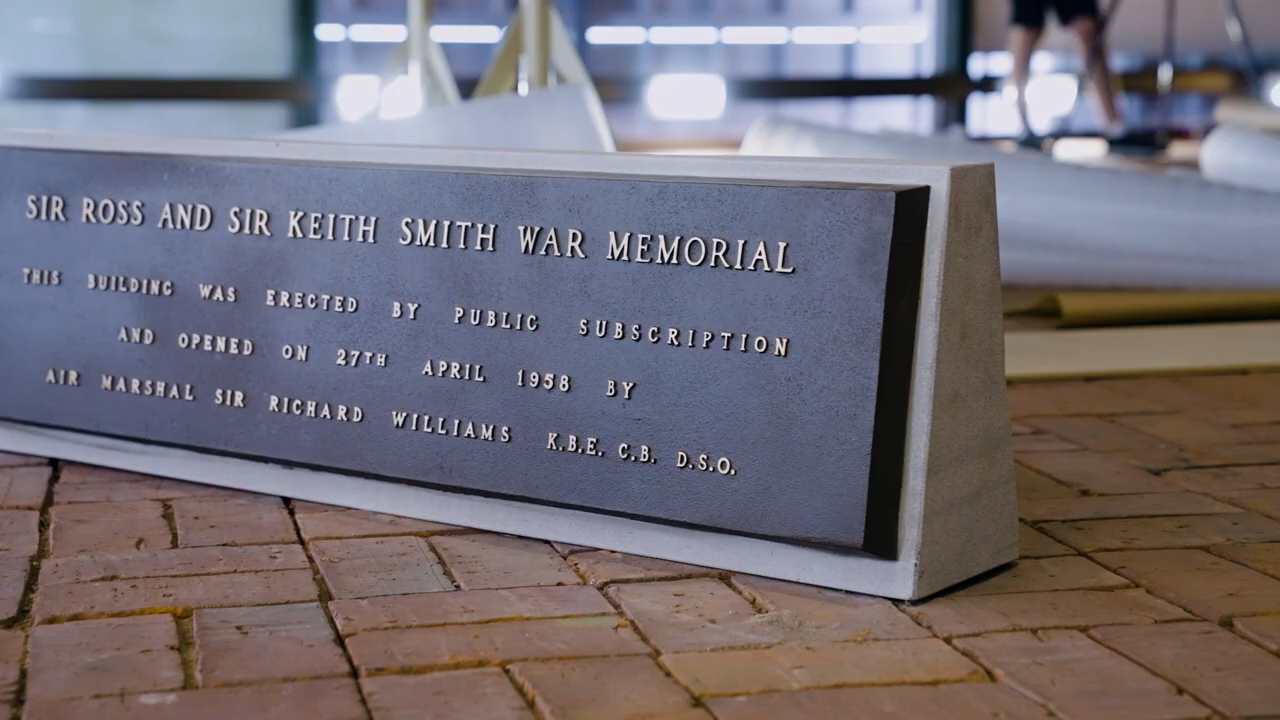 SIR ROSS AND SIR KEITH SMITH WAR MEMORIAL
THIS BUILDING WAS ERECTED BY PUBLIC SUBSCRIPTION
AND OPENED ON 27TH APRIL 1958 BY
AIR MARSHAL SIR RICHARD WILLIAMS K.B.E. C.B. D.S.O.